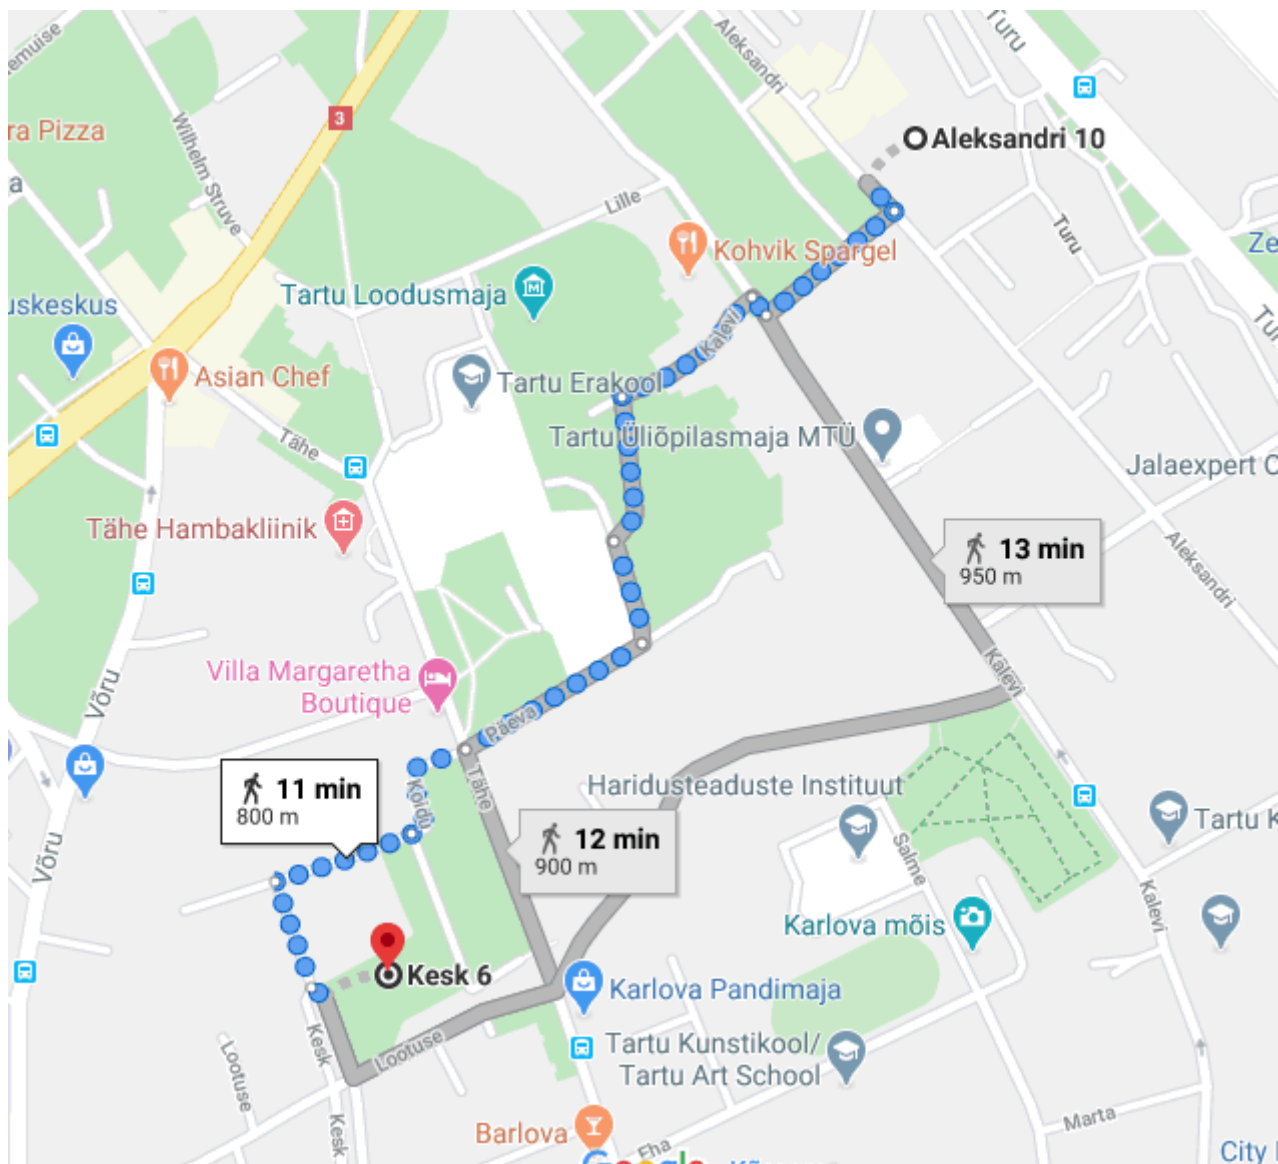 Aleksandri
Turu
3
ra Pizza
Wilhelm Struve
Aleksandri 10
a
Lille
Turu
Kohvik Spargel
Tartu Loodusmaja
uskeskus
Kalevi
Asian Chef
Tartu Erakool
Tähe
Tartu Üliõpilasmaja MTÜ
Jalaexpert
Tähe Hambakliinik
13 min
950 m
Aleksandri
Villa Margaretha
Boutique
Kalevi
Võru
Päeva
11 min
800 m
Koidu
Tähe
Haridusteaduste Instituut
12 min
900 m
Tartu K
Võru
Salme
Kalevi
Karlova mõis
Kesk 6
Karlova Pandimaja
Kesk
Lootuse
Lootuse
Tartu Kunstikool/
Tartu Art School
Kesk
Marta
Barlova
Eha
City
Google